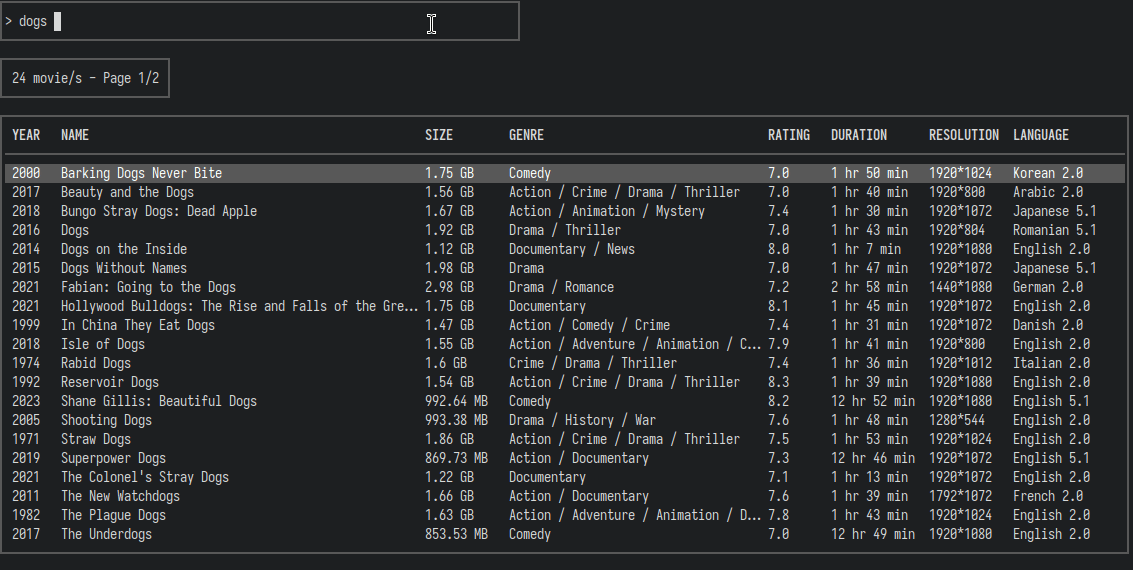 > dogs
24 movie/s - Page 1/2
YEAR NAME SIZE GENRE RATING DURATION RESOLUTION LANGUAGE
2000 Barking Dogs Never Bite 1.75 GB Comedy 7.0 1 hr 50 min 1920*1024 Korean 2.0
2017 Beauty and the Dogs 1.56 GB Action / Crime / Drama / Thriller 7.0 1 hr 40 min 1920*800 Arabic 2.0
2018 Bungo Stray Dogs: Dead Apple 1.67 GB Action / Animation / Mystery 7.4 1 hr 30 min 1920*1072 Japanese 5.1
2016 Dogs 1.92 GB Drama / Thriller 7.0 1 hr 43 min 1920*804 Romanian 5.1
2014 Dogs on the Inside 1.12 GB Documentary / News 8.0 1 hr 7 min 1920*1080 English 2.0
2015 Dogs Without Names 1.98 GB Drama 7.0 1 hr 47 min 1920*1072 Japanese 5.1
2021 Fabian: Going to the Dogs 2.98 GB Drama / Romance 7.2 2 hr 58 min 1440*1080 German 2.0
2021 Hollywood Bulldogs: The Rise and Falls of the Gre... 1.75 GB Documentary 8.1 1 hr 45 min 1920*1072 English 2.0
1999 In China They Eat Dogs 1.47 GB Action / Comedy / Crime 7.4 1 hr 31 min 1920*1072 Danish 2.0
2018 Isle of Dogs 1.55 GB Action / Adventure / Animation / C... 7.9 1 hr 41 min 1920*800 English 2.0
1974 Rabid Dogs 1.6 GB Crime / Drama / Thriller 7.4 1 hr 36 min 1920*1012 Italian 2.0
1992 Reservoir Dogs 1.54 GB Action / Crime / Drama / Thriller 8.3 1 hr 39 min 1920*1080 English 2.0
2023 Shane Gillis: Beautiful Dogs 992.64 MB Comedy 8.2 12 hr 52 min 1920*1080 English 5.1
2005 Shooting Dogs 993.38 MB Drama / History / War 7.6 1 hr 48 min 1280*544 English 2.0
1971 Straw Dogs 1.86 GB Action / Crime / Drama / Thriller 7.5 1 hr 53 min 1920*1024 English 2.0
2019 Superpower Dogs 869.73 MB Action / Documentary 7.3 12 hr 46 min 1920*1072 English 5.1
2021 The Colonel's Stray Dogs 1.22 GB Documentary 7.1 1 hr 13 min 1920*1072 English 2.0
2011 The New Watchdogs 1.66 GB Action / Documentary 7.6 1 hr 39 min 1792*1072 French 2.0
1982 The Plague Dogs 1.63 GB Action / Adventure / Animation / D... 7.8 1 hr 43 min 1920*1024 English 2.0
2017 The Underdogs 853.53 MB Comedy 7.0 12 hr 49 min 1920*1080 English 2.0